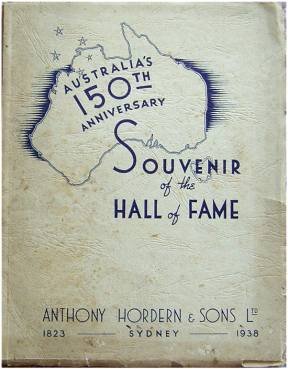 AUSTRALIA'S
150TH
ANNIVERSARY
SOUVENIR
of the
HALL of FAME
ANTHONY HORDERN & SONS LTD
1823 — SYDNEY — 1938